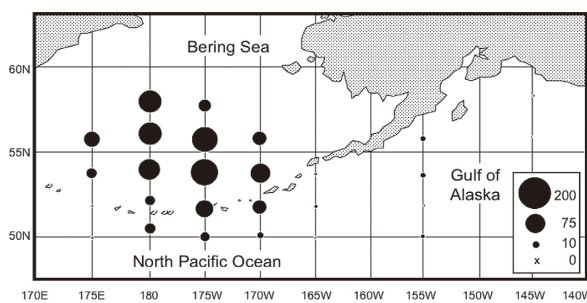 Bering Sea
60N
55N
Gulf of
Alaska
200
75
10
x 0
50N
North Pacific Ocean
170E 175E 180 175W 170W 165W 160W 155W 150W 145W 140W